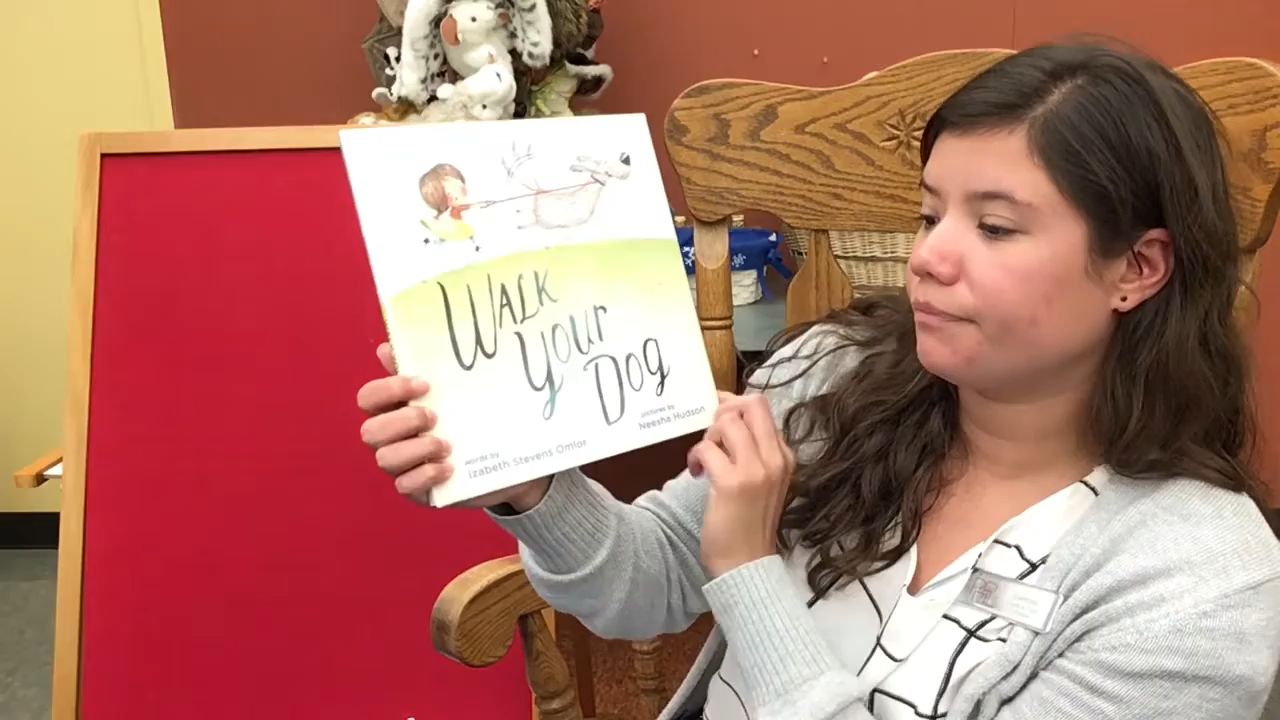 WALK
YOUR
DOG
words by
Izabeth Stevens Omlor
pictures by
Neesha Hudson